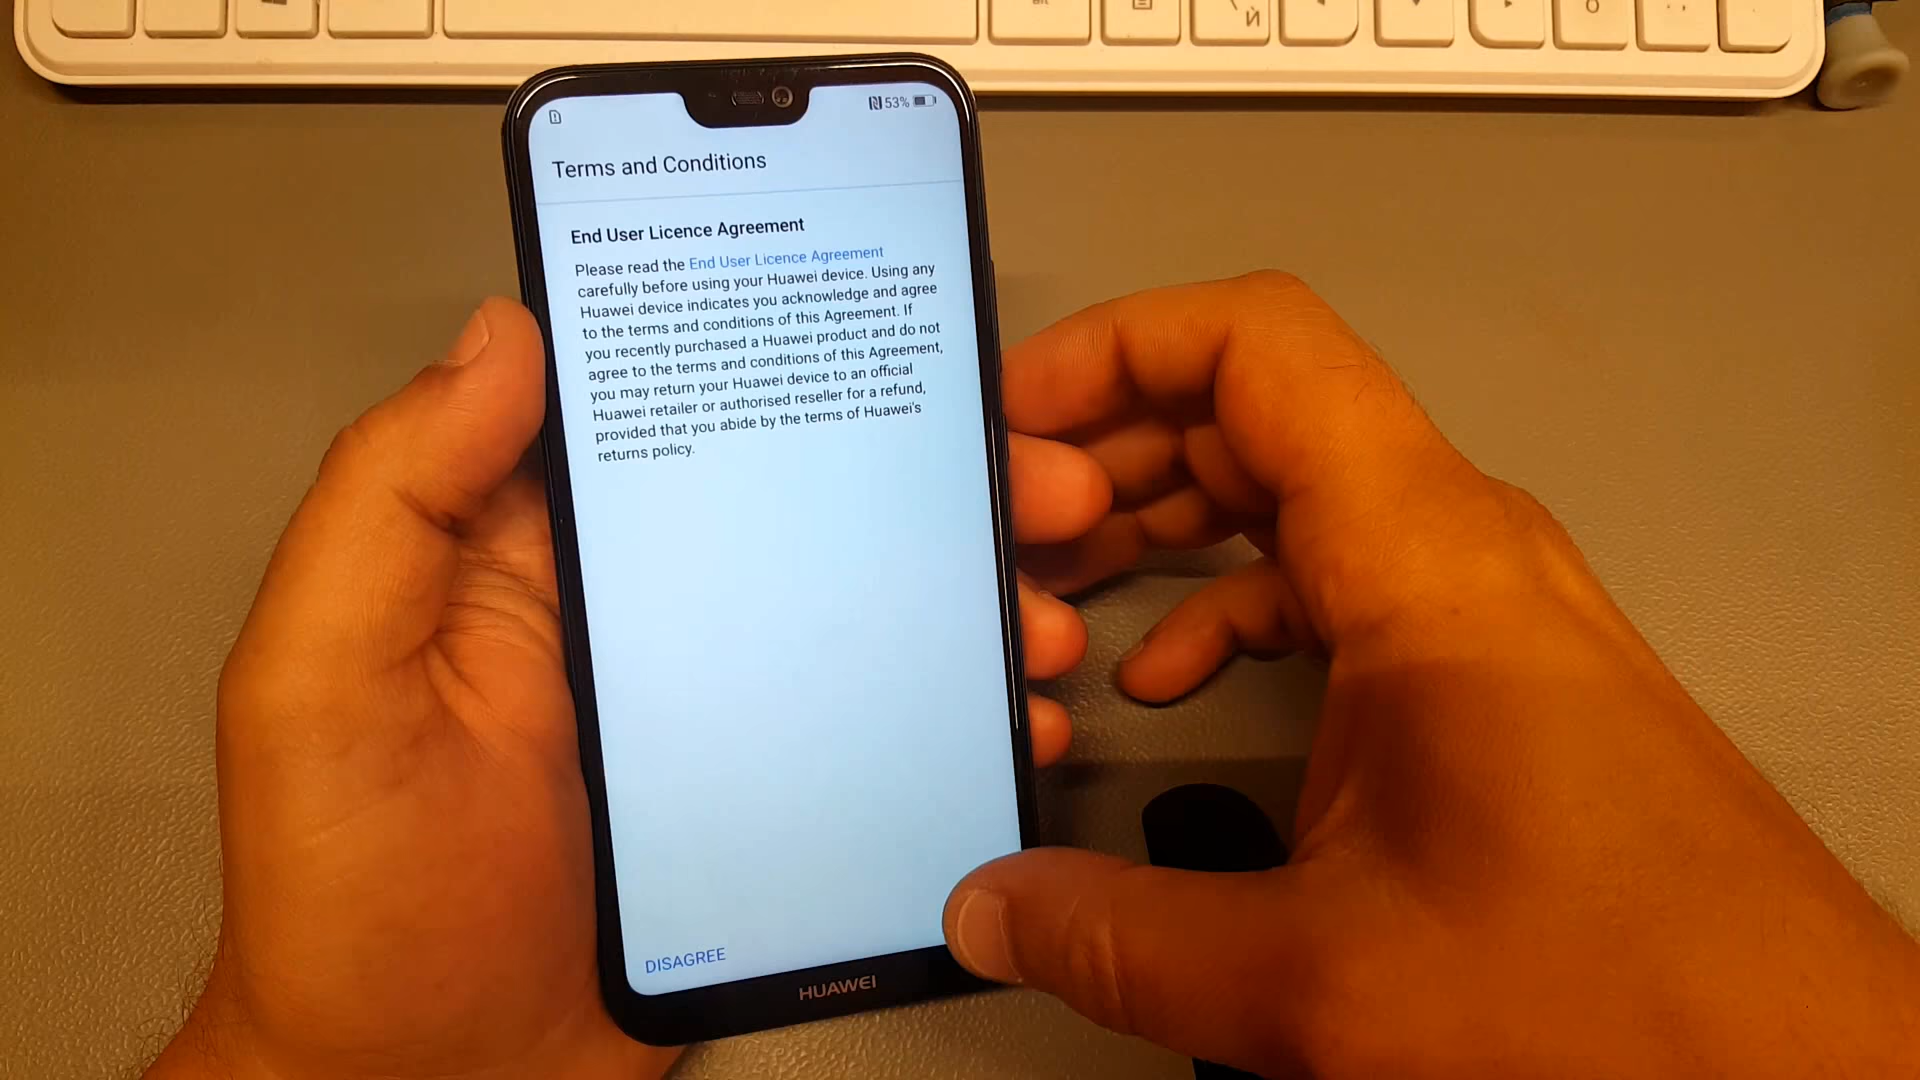 53%
Terms and Conditions
End User Licence Agreement
Please read the End User Licence Agreement
carefully before using your Huawei device. Using any
Huawei device indicates you acknowledge and agree
to the terms and conditions of this Agreement. If
you recently purchased a Huawei product and do not
agree to the terms and conditions of this Agreement,
you may return your Huawei device to an official
Huawei retailer or authorised reseller for a refund,
provided that you abide by the terms of Huawei's
returns policy.
DISAGREE
HUAWEI